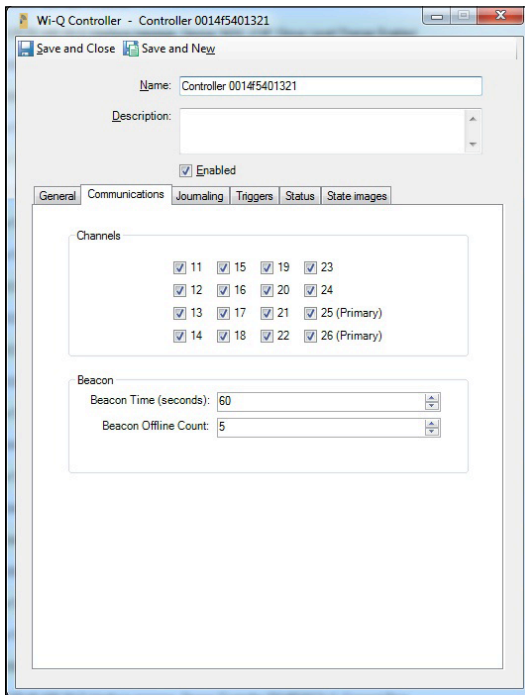 Wi-Q Controller - Controller 0014f5401321
Save and Close Save and New
Name: Controller 0014f5401321
Description:
Enabled
General Communications Journaling Triggers Status State images
Channels
11 15 19 23
12 16 20 24
13 17 21 25 (Primary)
14 18 22 26 (Primary)
Beacon
Beacon Time (seconds): 60
Beacon Offline Count: 5